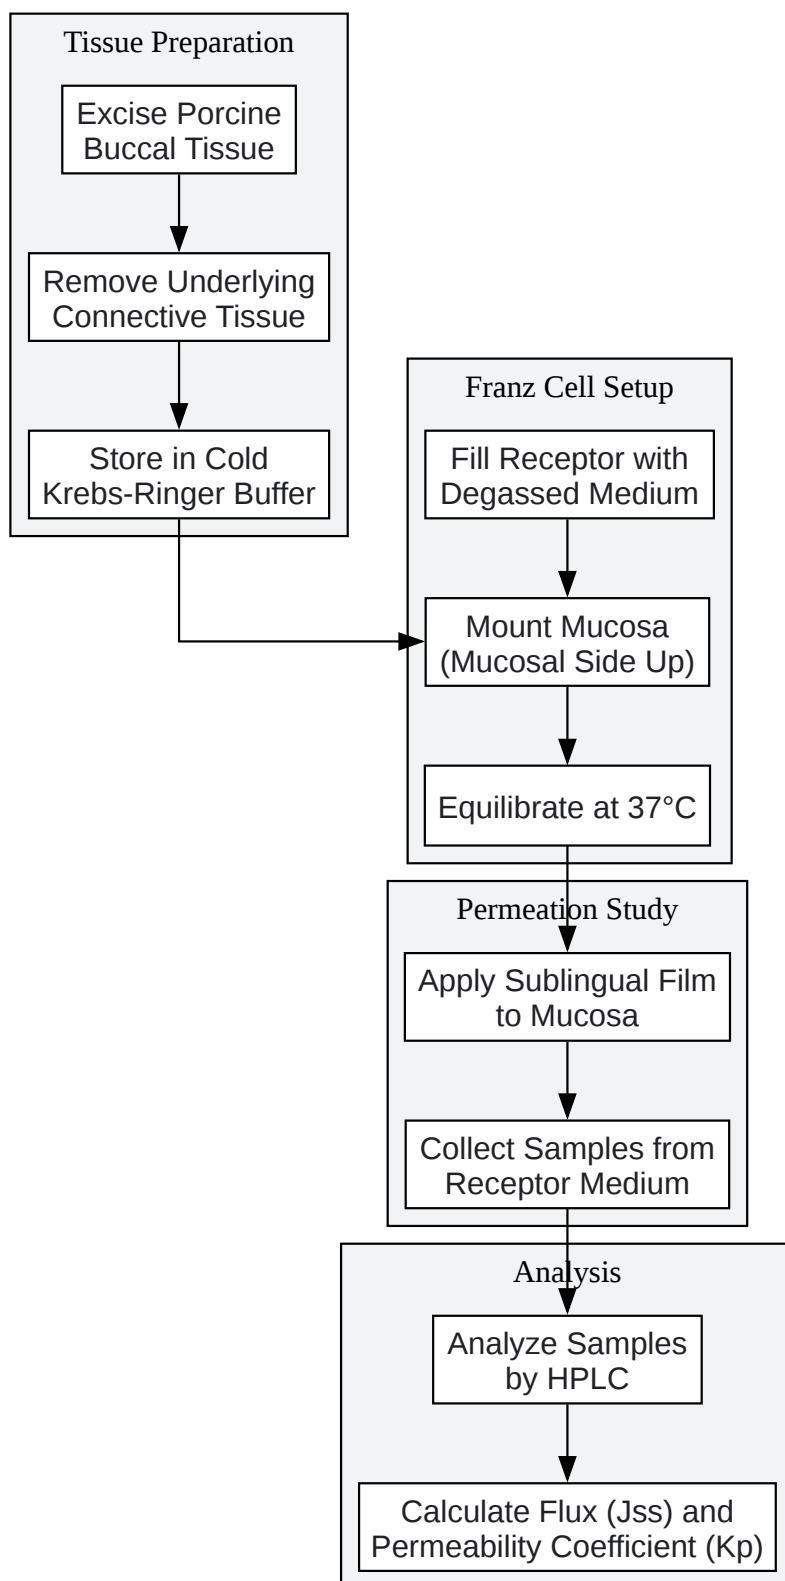 Tissue Preparation
Excise Porcine
Buccal Tissue
Remove Underlying
Connective Tissue
Store in Cold
Krebs-Ringer Buffer
Franz Cell Setup
Fill Receptor with
Degassed Medium
Mount Mucosa
(Mucosal Side Up)
Equilibrate at 37°C
Permeation Study
Apply Sublingual Film
to Mucosa
Collect Samples from
Receptor Medium
Analysis
Analyze Samples
by HPLC
Calculate Flux (Jss) and
Permeability Coefficient (Kp)